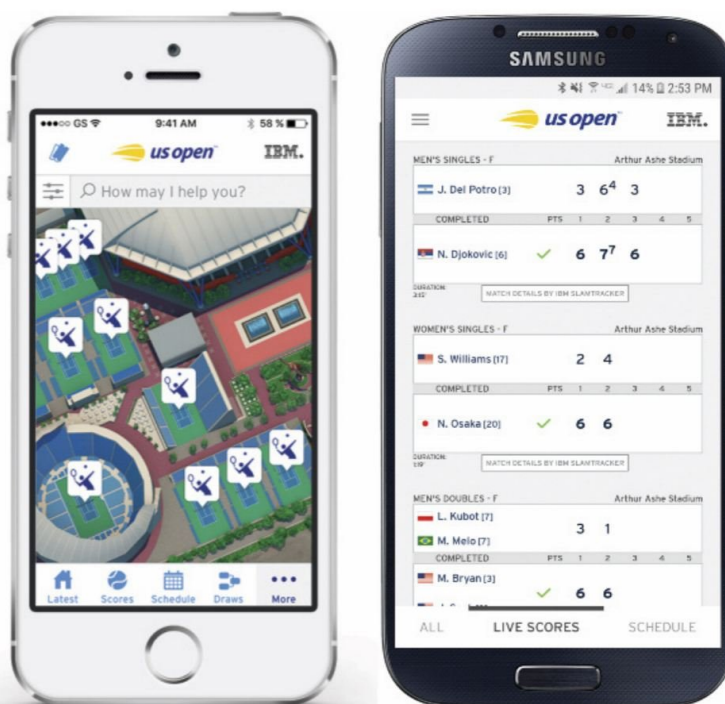 ●●●○○ GS 9:41 AM 58 %
us open IBM.
How may I help you?
Latest Scores Schedule Draws More
SAMSUNG
14% 2:53 PM
us open IBM.
MEN'S SINGLES - F Arthur Ashe Stadium
J. Del Potro [3] 3 6⁴ 3
COMPLETED PTS 1 2 3 4 5
N. Djokovic [6] ✓ 6 7⁷ 6
DURATION:
MATCH DETAILS BY IBM SLAMTRACKER
WOMEN'S SINGLES - F Arthur Ashe Stadium
S. Williams [17] 2 4
COMPLETED PTS 1 2 3 4 5
N. Osaka [20] ✓ 6 6
DURATION:
MATCH DETAILS BY IBM SLAMTRACKER
MEN'S DOUBLES - F Arthur Ashe Stadium
L. Kubot [7]
M. Melo [7] 3 1
COMPLETED PTS 1 2 3 4 5
M. Bryan [3] ✓ 6 6
ALL LIVE SCORES SCHEDULE